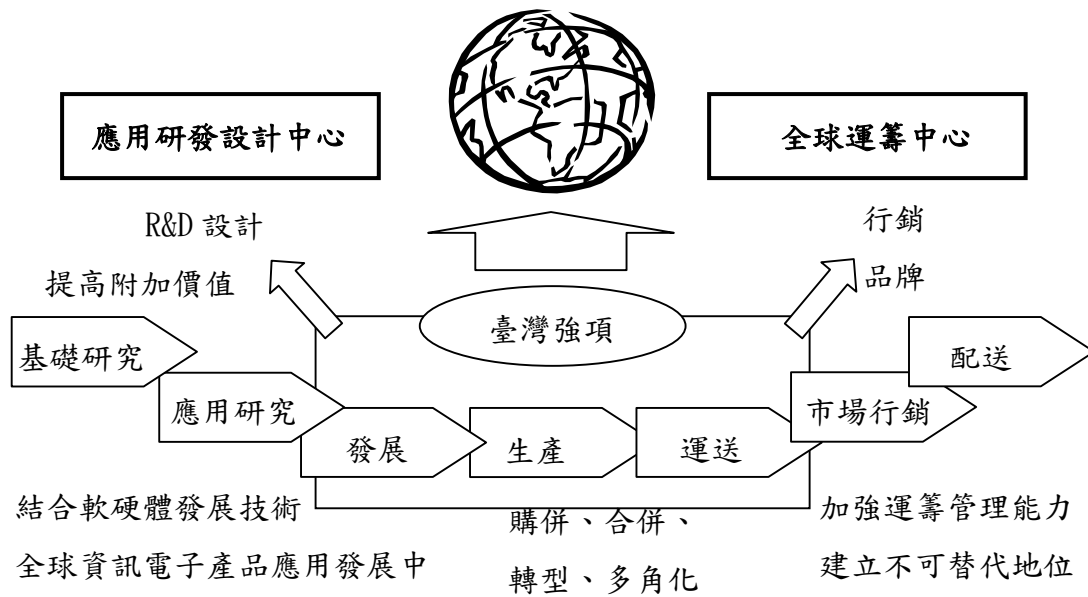 應用研發設計中心
全球運籌中心
R&D 設計
提高附加價值
行銷
品牌
臺灣強項
基礎研究
應用研究
發展
生產
運送
市場行銷
配送
結合軟硬體發展技術
全球資訊電子產品應用發展中
購併、合併、
轉型、多角化
加強運籌管理能力
建立不可替代地位